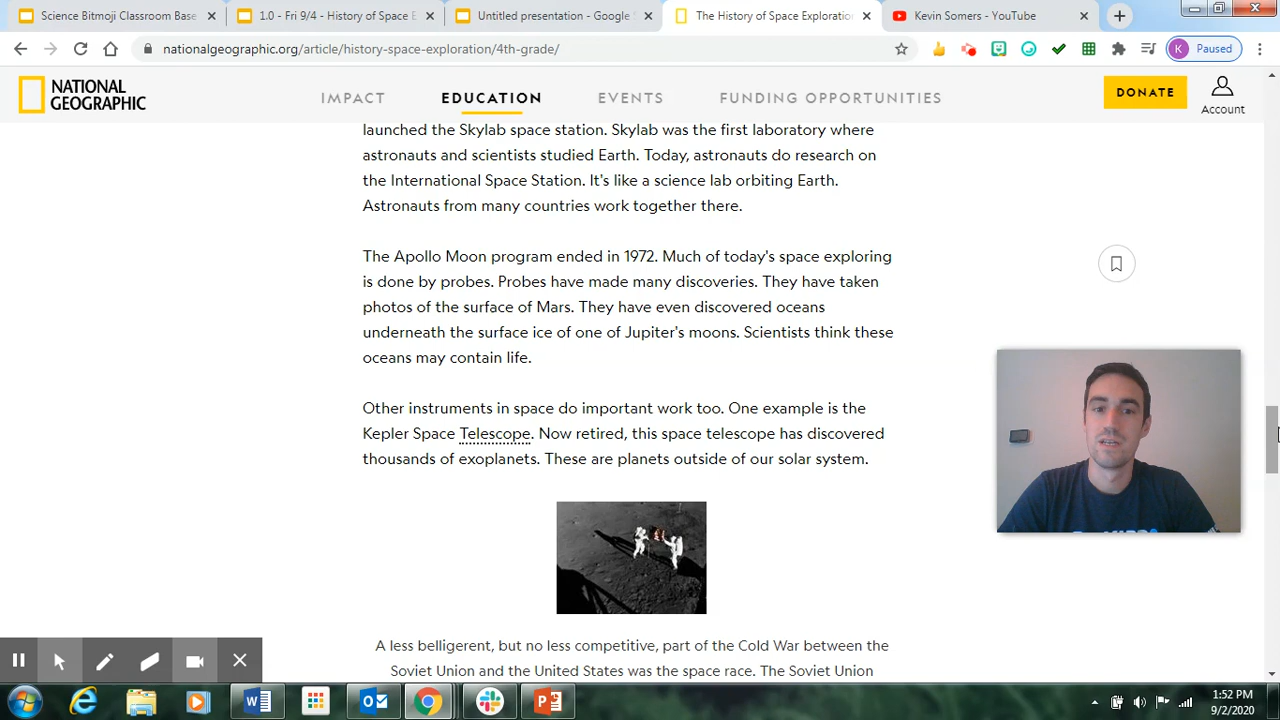 Science Bitmoji Classroom Base
1.0 - Fri 9/4 - History of Space E
Untitled presentation - Google S
The History of Space Exploration
Kevin Somers - YouTube
nationalgeographic.org/article/history-space-exploration/4th-grade/
K Paused
NATIONAL
GEOGRAPHIC
IMPACT
EDUCATION
EVENTS
FUNDING OPPORTUNITIES
DONATE
Account
launched the Skylab space station. Skylab was the first laboratory where
astronauts and scientists studied Earth. Today, astronauts do research on
the International Space Station. It's like a science lab orbiting Earth.
Astronauts from many countries work together there.
The Apollo Moon program ended in 1972. Much of today's space exploring
is done by probes. Probes have made many discoveries. They have taken
photos of the surface of Mars. They have even discovered oceans
underneath the surface ice of one of Jupiter's moons. Scientists think these
oceans may contain life.
Other instruments in space do important work too. One example is the
Kepler Space Telescope. Now retired, this space telescope has discovered
thousands of exoplanets. These are planets outside of our solar system.
A less belligerent, but no less competitive, part of the Cold War between the
Soviet Union and the United States was the space race. The Soviet Union
1:52 PM
9/2/2020